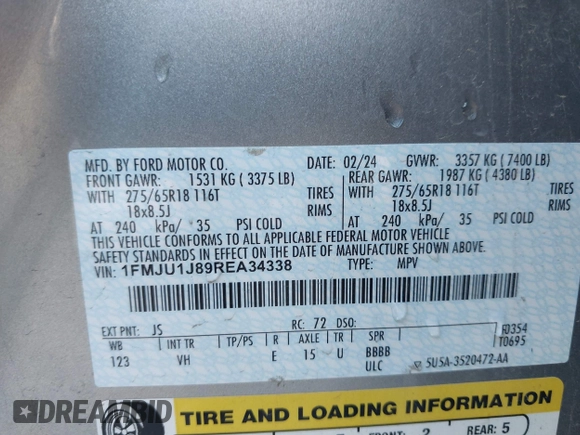 MFD. BY FORD MOTOR CO.
DATE: 02/24 GVWR: 3357 KG (7400 LB)
FRONT GAWR: 1531 KG (3375 LB) REAR GAWR: 1987 KG (4380 LB)
WITH 275/65R18 116T TIRES WITH 275/65R18 116T TIRES
18x8.5J RIMS 18x8.5J RIMS
AT 240 kPa/ 35 PSI COLD AT 240 kPa/ 35 PSI COLD
THIS VEHICLE CONFORMS TO ALL APPLICABLE FEDERAL MOTOR VEHICLE
SAFETY STANDARDS IN EFFECT ON THE DATE OF MANUFACTURE SHOWN ABOVE.
VIN: 1FMJU1J89REA34338 TYPE: MPV
EXT PNT: JS RC: 72 DSO: F0354
WB INT TR TP/PS R AXLE TR SPR T0695
123 VH E 15 U BBBB
ULC 5U5A-3520472-AA
TIRE AND LOADING INFORMATION
FRONT: 2 REAR: 5
DREAMBID